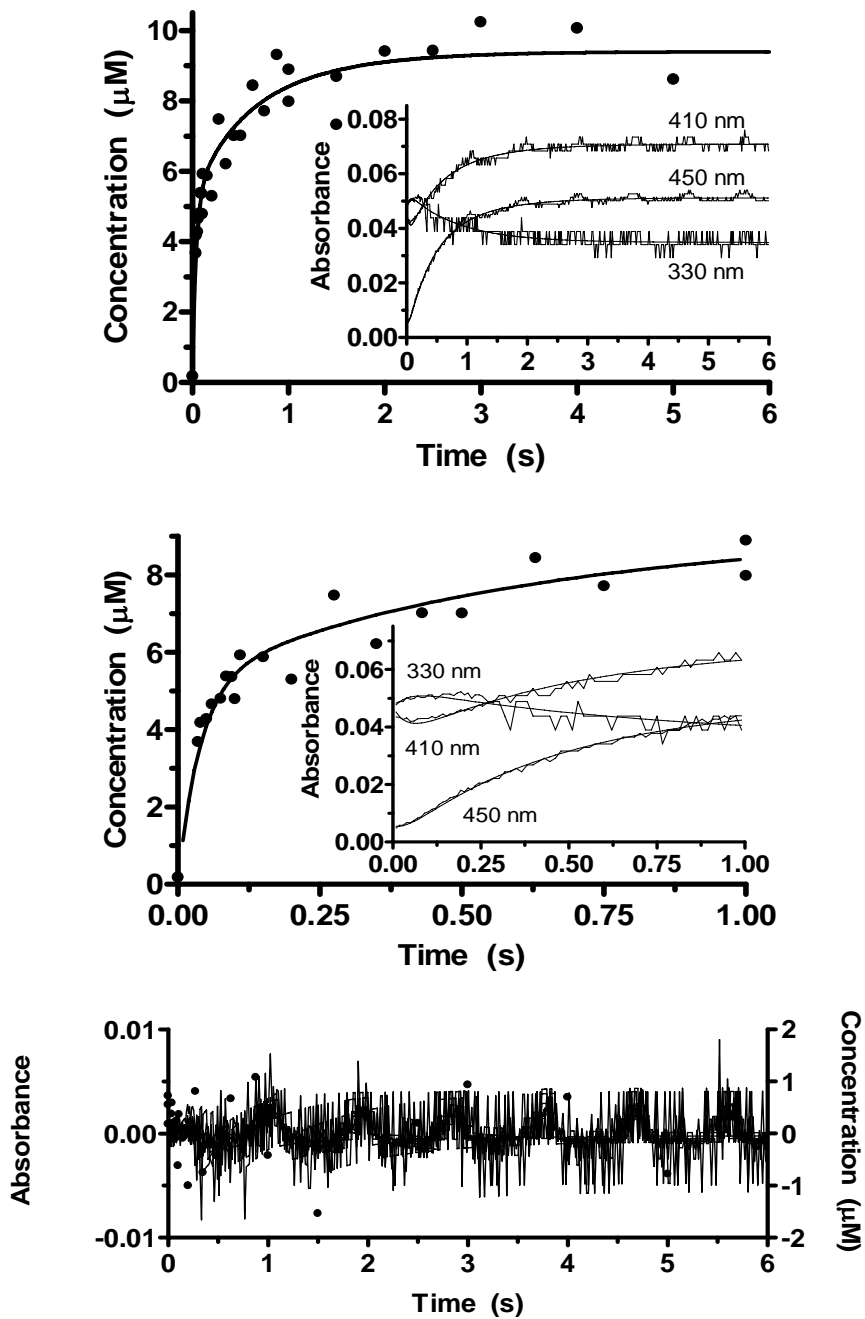 Concentration (µM)
10
8
6
4
2
0
0 1 2 3 4 5 6
Time (s)
Absorbance
0.08
0.06
0.04
0.02
0.00
0 1 2 3 4 5 6
410 nm
450 nm
330 nm
Concentration (µM)
8
6
4
2
0
0.00 0.25 0.50 0.75 1.00
Time (s)
Absorbance
0.06
0.04
0.02
0.00
0.00 0.25 0.50 0.75 1.00
330 nm
410 nm
450 nm
Absorbance
0.01
0.00
-0.01
0 1 2 3 4 5 6
Time (s)
2
1
0
-1
-2
Concentration (µM)